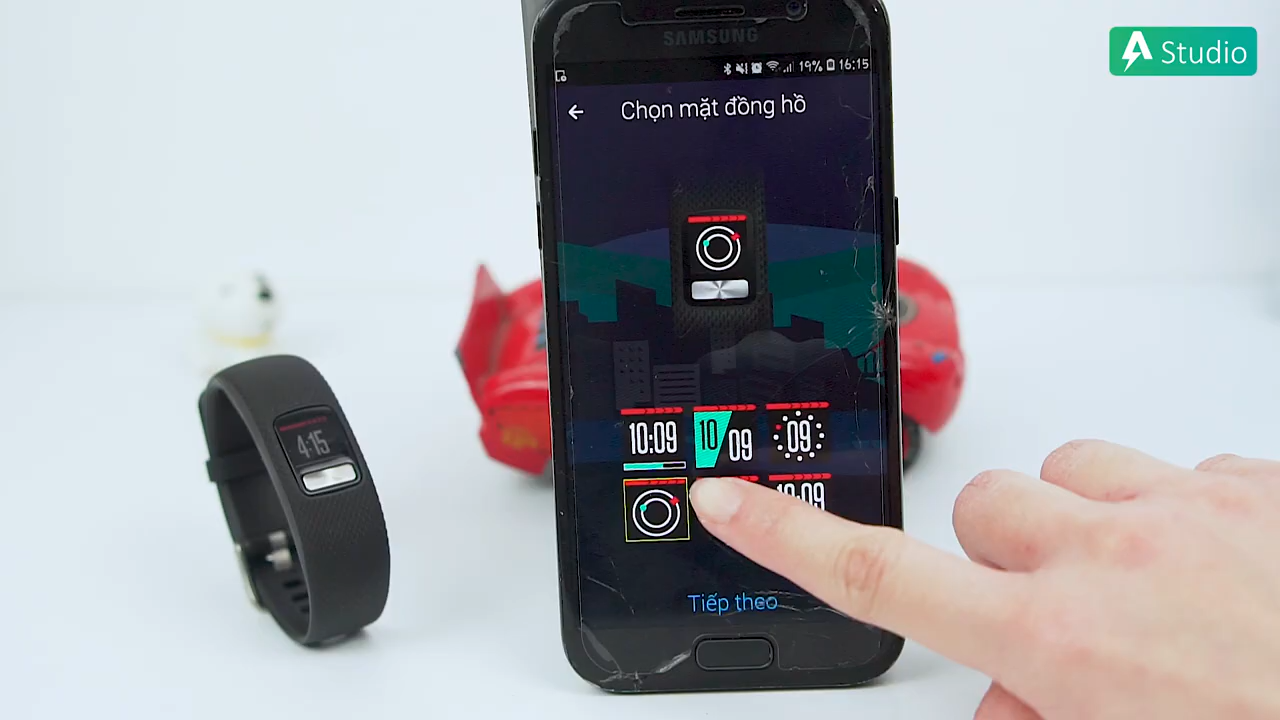 Studio
SAMSUNG
19% 16:15
Chọn mặt đồng hồ
10:09
10
09
09
4:15
Tiếp theo